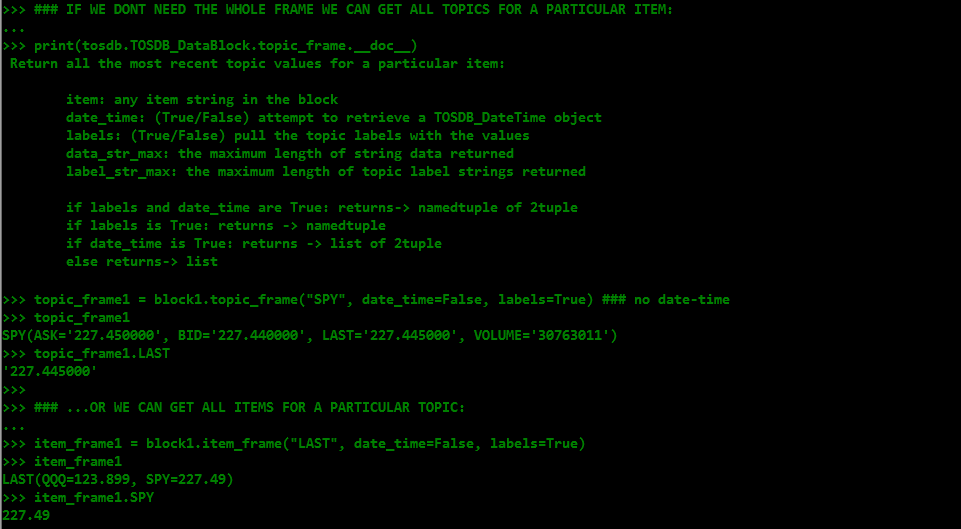 >>> ### IF WE DONT NEED THE WHOLE FRAME WE CAN GET ALL TOPICS FOR A PARTICULAR ITEM:
...
>>> print(tosdb.TOSDB_DataBlock.topic_frame.__doc__)
 Return all the most recent topic values for a particular item:

        item: any item string in the block
        date_time: (True/False) attempt to retrieve a TOSDB_DateTime object
        labels: (True/False) pull the topic labels with the values
        data_str_max: the maximum length of string data returned
        label_str_max: the maximum length of topic label strings returned

        if labels and date_time are True: returns-> namedtuple of 2tuple
        if labels is True: returns -> namedtuple
        if date_time is True: returns -> list of 2tuple
        else returns-> list

>>> topic_frame1 = block1.topic_frame("SPY", date_time=False, labels=True) ### no date-time
>>> topic_frame1
SPY(ASK='227.450000', BID='227.440000', LAST='227.445000', VOLUME='30763011')
>>> topic_frame1.LAST
'227.445000'
>>>
>>> ### ...OR WE CAN GET ALL ITEMS FOR A PARTICULAR TOPIC:
...
>>> item_frame1 = block1.item_frame("LAST", date_time=False, labels=True)
>>> item_frame1
LAST(QQQ=123.899, SPY=227.49)
>>> item_frame1.SPY
227.49